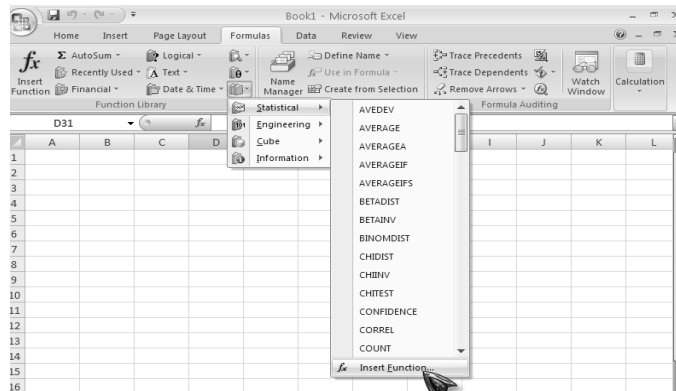 Book1 - Microsoft Excel
Home Insert Page Layout Formulas Data Review View
fx Insert Function
Σ AutoSum
Recently Used
Financial
Logical
A Text
Date & Time
Function Library
Name Manager
Define Name
Use in Formula
Create from Selection
Trace Precedents
Trace Dependents
Remove Arrows
Formula Auditing
Watch Window
Calculation
D31 fx
Statistical
Engineering
Cube
Information
AVEDEV
AVERAGE
AVERAGEA
AVERAGEIF
AVERAGEIFS
BETADIST
BETAINV
BINOMDIST
CHIDIST
CHIINV
CHITEST
CONFIDENCE
CORREL
COUNT
fx Insert Function...
A B C D I J K L
1
2
3
4
5
6
7
8
9
10
11
12
13
14
15
16